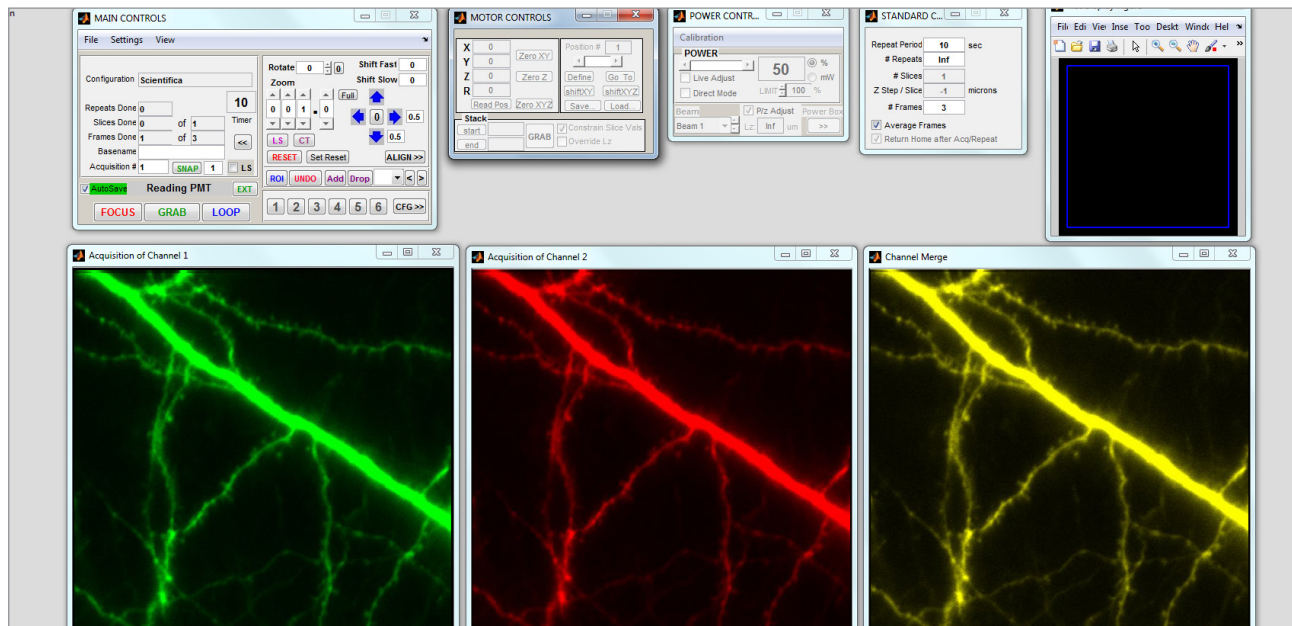 n
MAIN CONTROLS
File Settings View
Configuration Scientifica
Repeats Done 0
10
Slices Done 0 of 1 Timer
Frames Done 1 of 3 <<
Basename
Acquisition # 1 SNAP 1 LS
AutoSave Reading PMT EXT
FOCUS GRAB LOOP
Rotate 0 0 Shift Fast 0
Zoom Shift Slow 0
Full
0 0 1 . 0 0 0.5
0.5
LS CT
RESET Set Reset ALIGN >>
ROI UNDO Add Drop < >
1 2 3 4 5 6 CFG >>
MOTOR CONTROLS
X 0
Y 0 Zero XY
Z 0 Zero Z
R 0
Read Pos Zero XYZ
Position # 1
Define Go To
shiftXY shiftXYZ
Save... Load...
Stack
start
end
GRAB
Constrain Slice Vals
Override Lz
POWER CONTR...
Calibration
POWER
50 %
mW
Live Adjust
Direct Mode LIMIT 100 %
Beam P/z Adjust Power Box
Beam 1 Lz: Inf um >>
STANDARD C...
Repeat Period 10 sec
# Repeats Inf
# Slices 1
Z Step / Slice -1 microns
# Frames 3
Average Frames
Return Home after Acq/Repeat
Fil Edi Viev Inse Too Deskt Windc Hel
»
Acquisition of Channel 1
Acquisition of Channel 2
Channel Merge